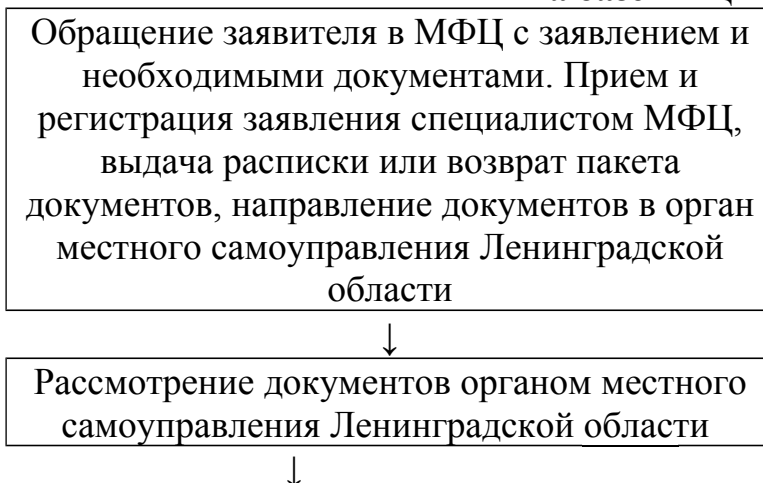 Обращение заявителя в МФЦ с заявлением и
необходимыми документами. Прием и
регистрация заявления специалистом МФЦ,
выдача расписки или возврат пакета
документов, направление документов в орган
местного самоуправления Ленинградской
области
↓
Рассмотрение документов органом местного
самоуправления Ленинградской области
↓